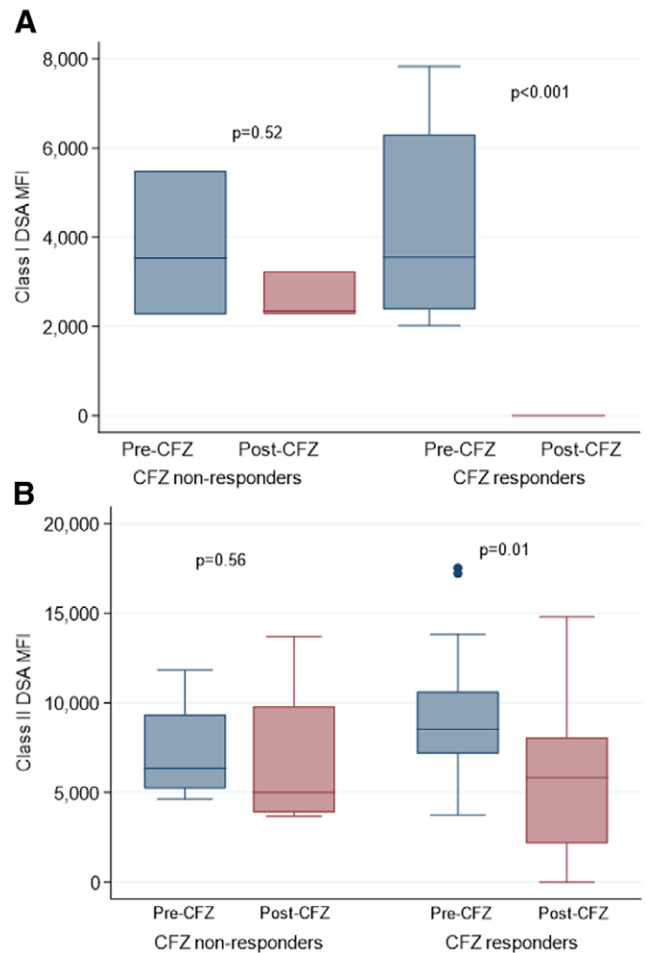 A
8,000
6,000
4,000
2,000
0
Class I DSA MFI
p=0.52
p<0.001
Pre-CFZ Post-CFZ Pre-CFZ Post-CFZ
CFZ non-responders CFZ responders
B
20,000
15,000
10,000
5,000
0
Class II DSA MFI
p=0.56
p=0.01
Pre-CFZ Post-CFZ Pre-CFZ Post-CFZ
CFZ non-responders CFZ responders